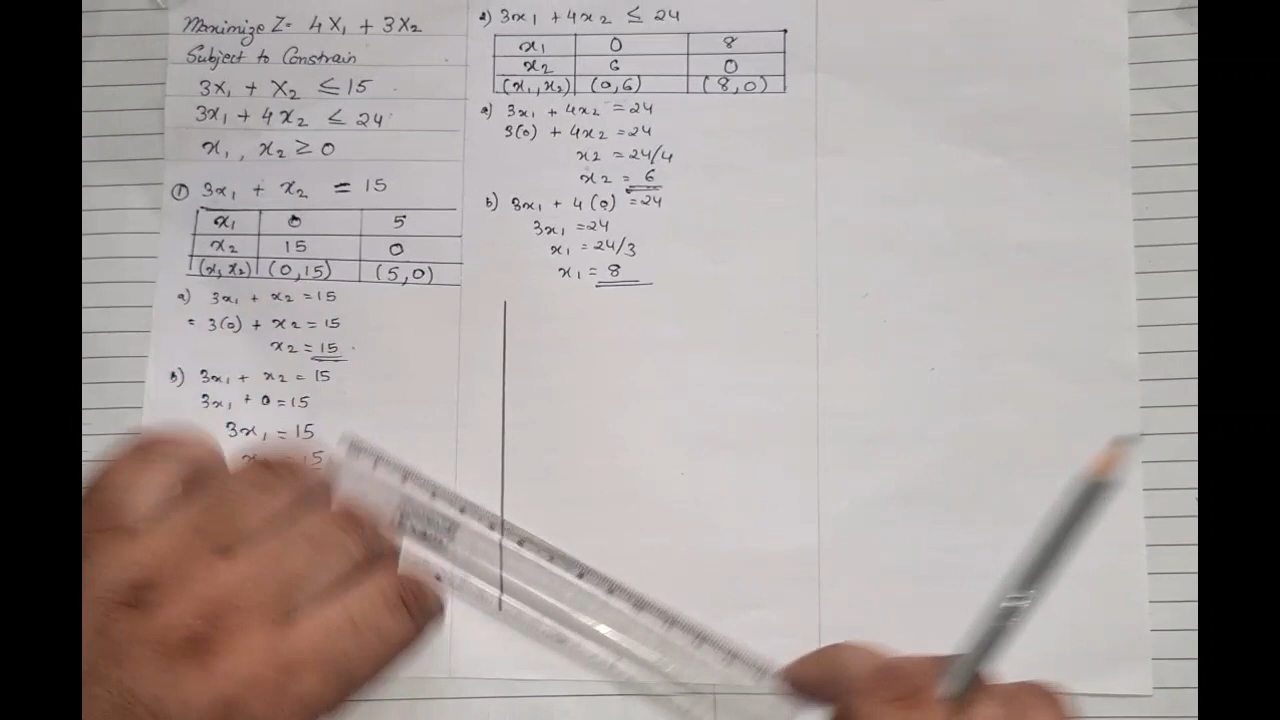 Maximize Z= 4X₁ + 3X₂
Subject to Constrain
3X₁ + X₂ ≤ 15
3x₁ + 4x₂ ≤ 24
x₁, x₂ ≥ 0
① 3x₁ + x₂ = 15
x₁ 0 5
x₂ 15 0
(x₁ x₂) (0,15) (5,0)
a) 3x₁ + x₂ = 15
= 3(0) + x₂ = 15
x₂ = 15
b) 3x₁ + x₂ = 15
3x₁ + 0 = 15
3x₁ = 15
15
2) 3x₁ + 4x₂ ≤ 24
x₁ 0 8
x₂ 6 0
(x₁, x₂) (0,6) (8,0)
a) 3x₁ + 4x₂ = 24
3(0) + 4x₂ = 24
x₂ = 24/4
x₂ = 6
b) 3x₁ + 4(0) = 24
3x₁ = 24
x₁ = 24/3
x₁ = 8